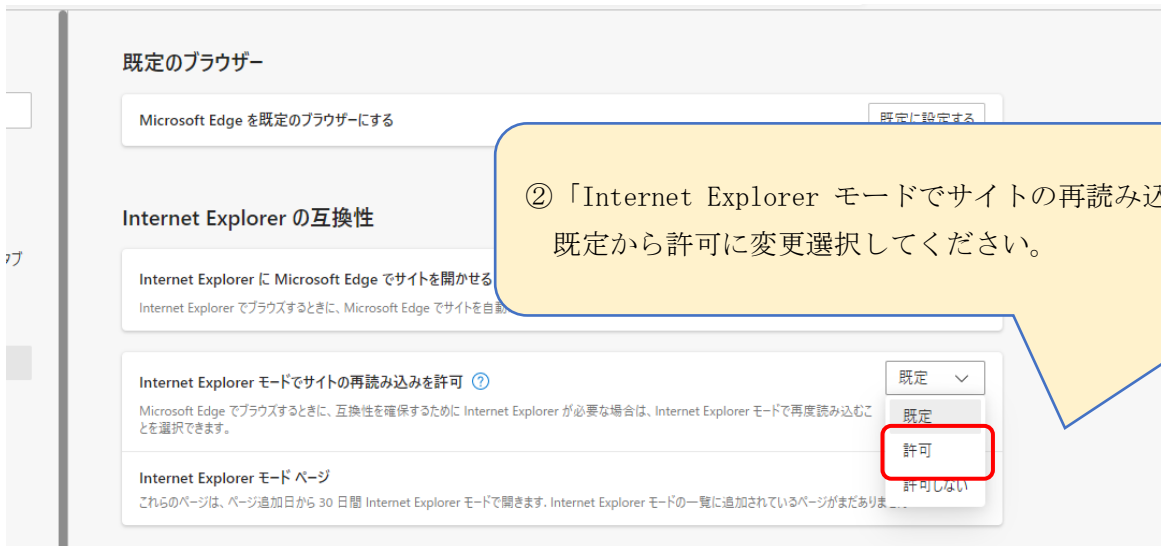 既定のブラウザー
Microsoft Edge を既定のブラウザーにする
既定に設定する
②「Internet Explorer モードでサイトの再読み込
既定から許可に変更選択してください。
Internet Explorer の互換性
タブ
Internet Explorer に Microsoft Edge でサイトを開かせる
Internet Explorer でブラウズするときに、Microsoft Edge でサイトを自動
Internet Explorer モードでサイトの再読み込みを許可
既定
Microsoft Edge でブラウズするときに、互換性を確保するために Internet Explorer が必要な場合は、Internet Explorer モードで再度読み込むこ
とを選択できます。
既定
許可
許可しない
Internet Explorer モード ページ
これらのページは、ページ追加日から 30 日間 Internet Explorer モードで開きます. Internet Explorer モードの一覧に追加されているページがまだありま